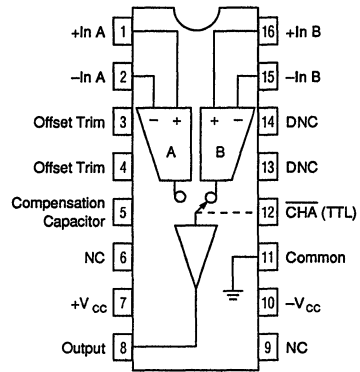 +In A 1 16 +In B
–In A 2 15 –In B
Offset Trim 3 – + + – 14 DNC
A B
Offset Trim 4 13 DNC
Compensation
Capacitor 5 12 C̅H̅A̅ (TTL)
NC 6 11 Common
+Vcc 7 10 –Vcc
Output 8 9 NC